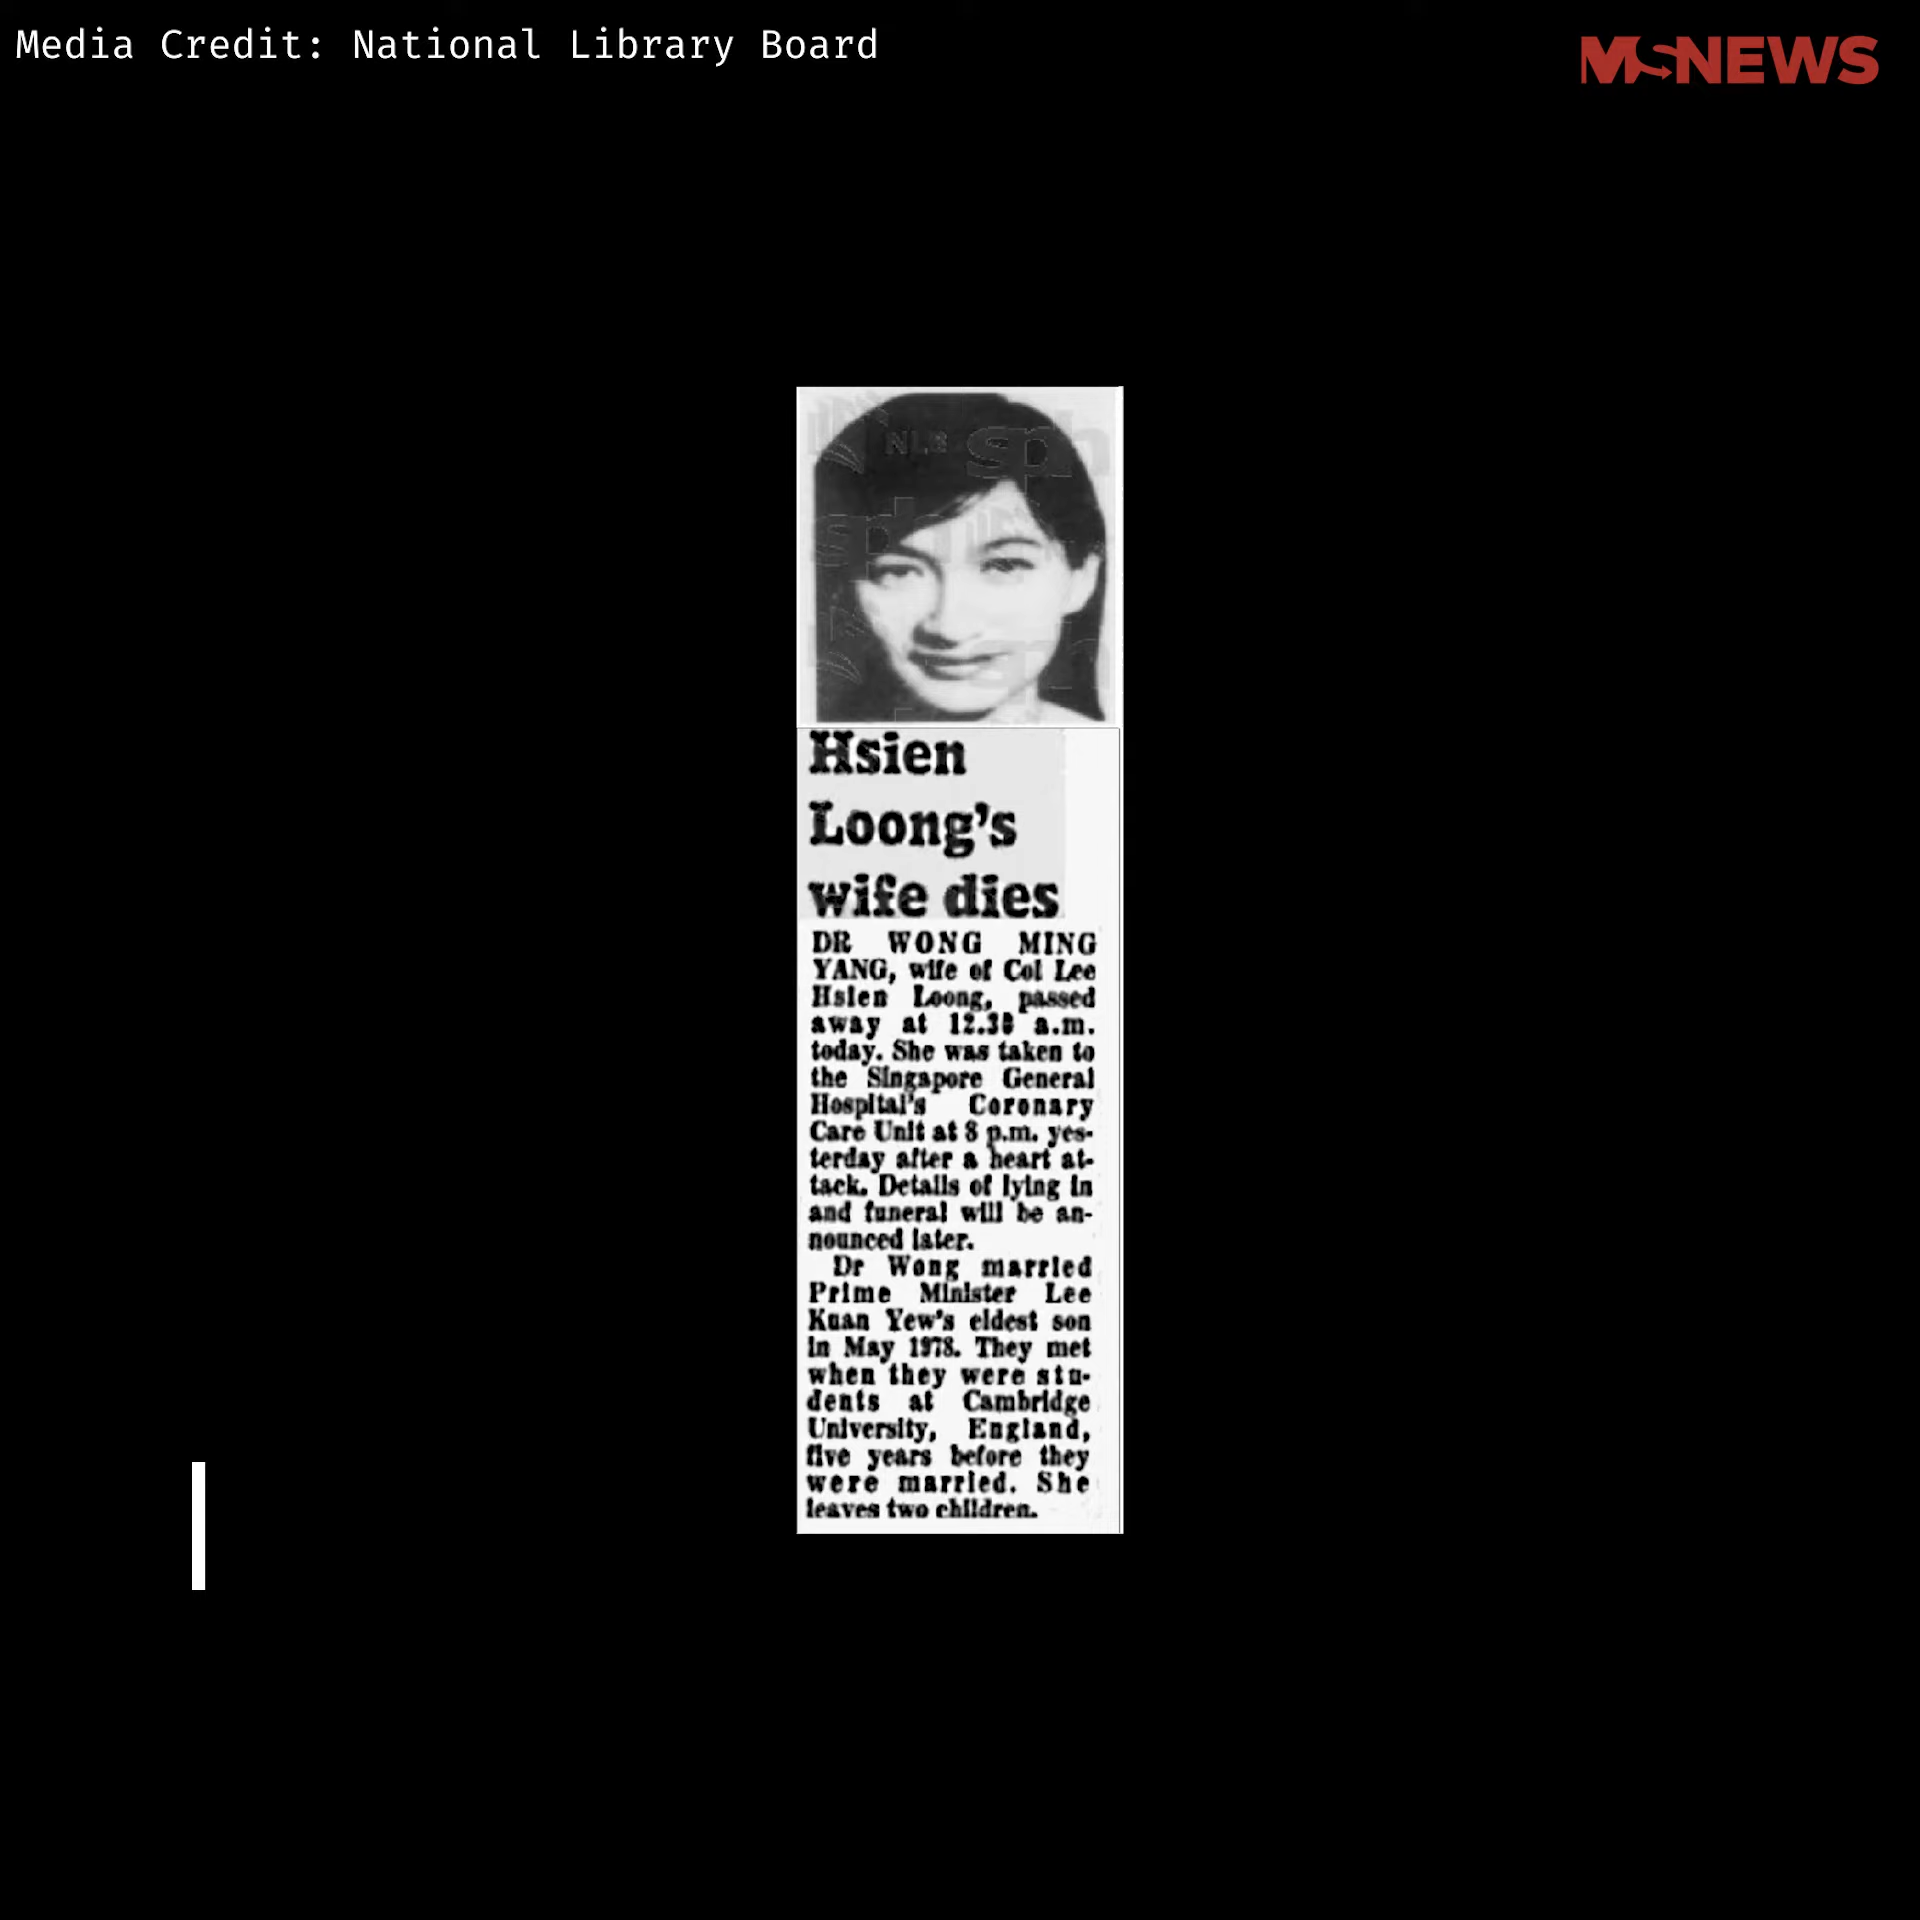 Media Credit: National Library Board
MSNEWS
NLB sph
sph
sph
Hsien
Loong's
wife dies
DR WONG MING
YANG, wife of Col Lee
Hsien Loong, passed
away at 12.30 a.m.
today. She was taken to
the Singapore General
Hospital's Coronary
Care Unit at 8 p.m. yes-
terday after a heart at-
tack. Details of lying in
and funeral will be an-
nounced later.
Dr Wong married
Prime Minister Lee
Kuan Yew's eldest son
in May 1978. They met
when they were stu-
dents at Cambridge
University, England,
five years before they
were married. She
leaves two children.